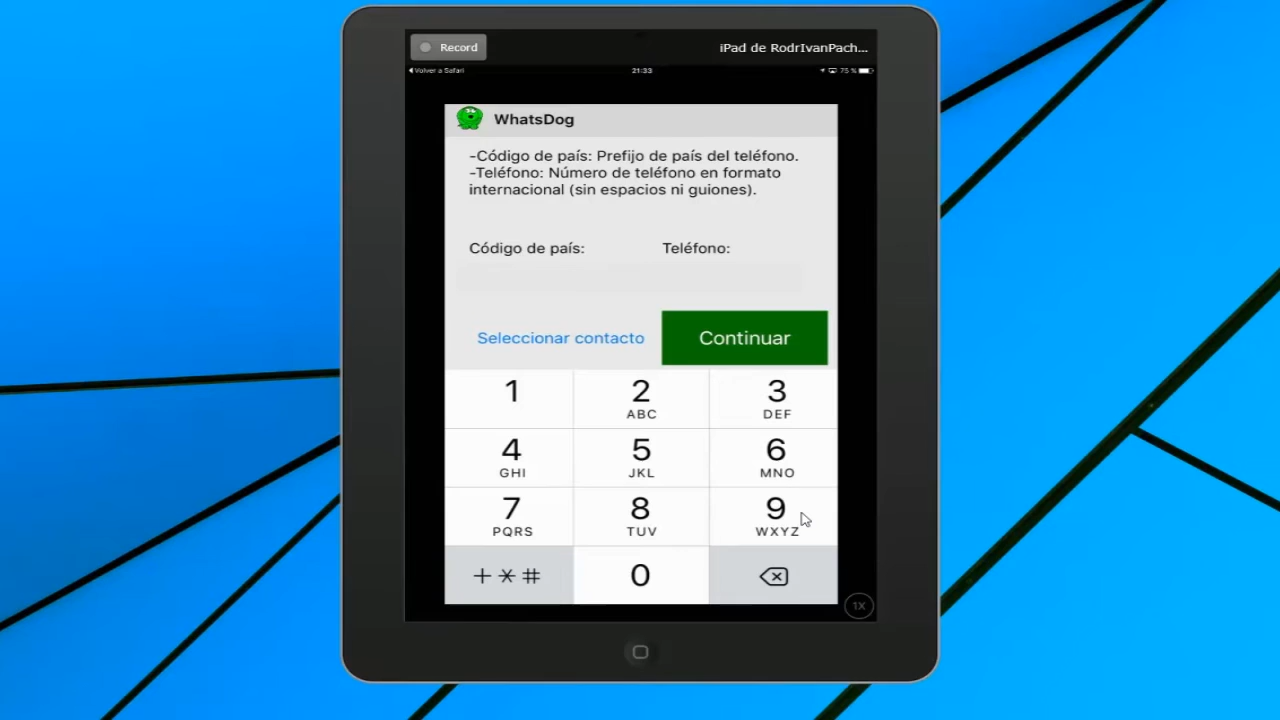 Record
iPad de RodrIvanPach...
Volver a Safari
21:33
75 %
WhatsDog
-Código de país: Prefijo de país del teléfono.
-Teléfono: Número de teléfono en formato
internacional (sin espacios ni guiones).
Código de país:
Teléfono:
Seleccionar contacto
Continuar
1
2
3
ABC
DEF
4
5
6
GHI
JKL
MNO
7
8
9
PQRS
TUV
WXYZ
+*#
0
1X